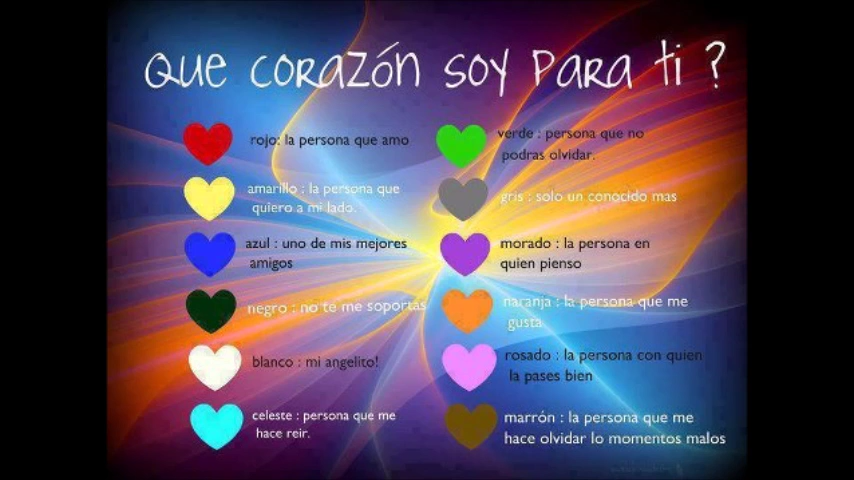 Que corazón soy para ti ?
rojo: la persona que amo
amarillo : la persona que
quiero a mi lado.
azul : uno de mis mejores
amigos
negro : no te me soportas
blanco : mi angelito!
celeste : persona que me
hace reir.
verde : persona que no
podras olvidar.
gris : solo un conocido mas
morado : la persona en
quien pienso
naranja : la persona que me
gusta
rosado : la persona con quien
la pases bien
marrón : la persona que me
hace olvidar lo momentos malos